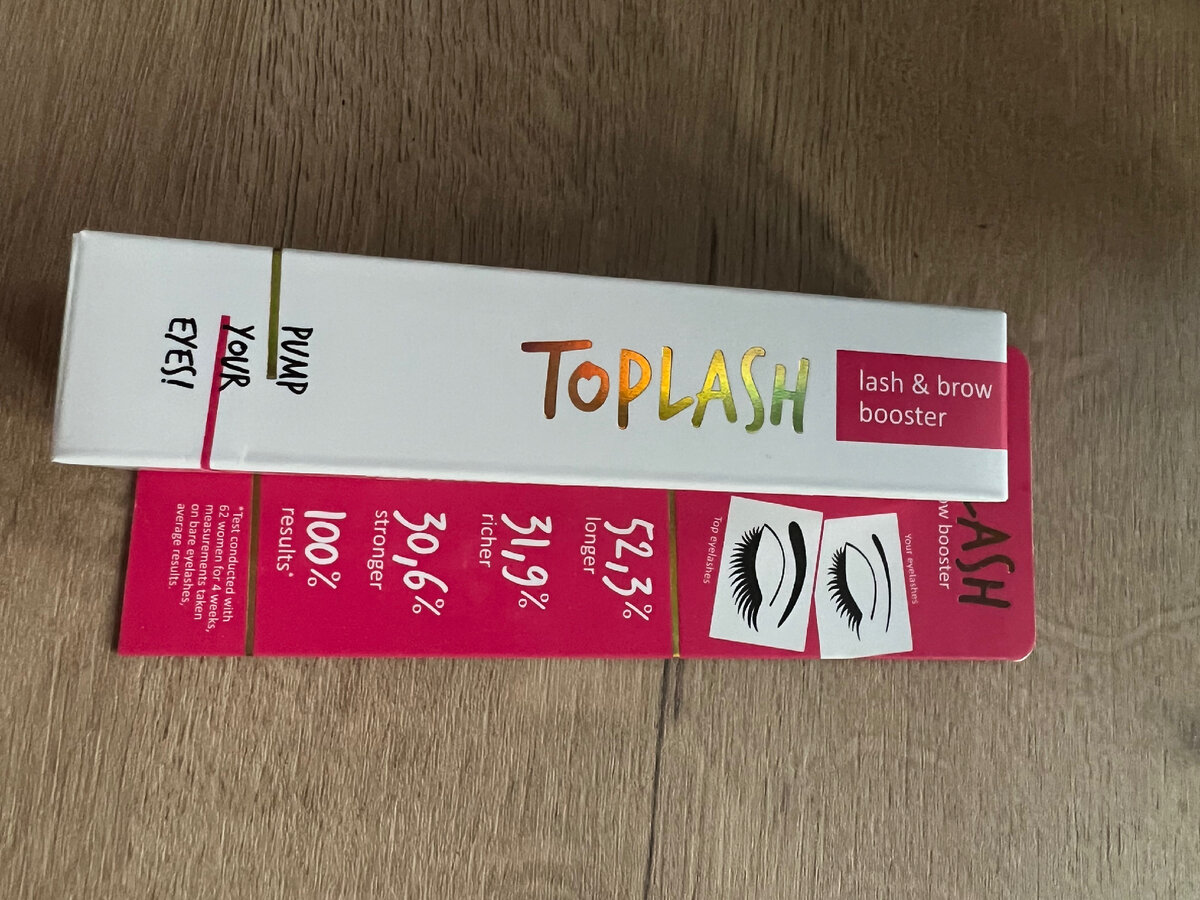 PUMP
YOUR
EYES!
TOPLASH
lash & brow
booster
LASH
ow booster
Your eyelashes
Top eyelashes
52,3%
longer
31,9%
richer
30,6%
stronger
100%
results*
*Test conducted with
62 women for 4 weeks,
measurements taken
on bare eyelashes,
average results.